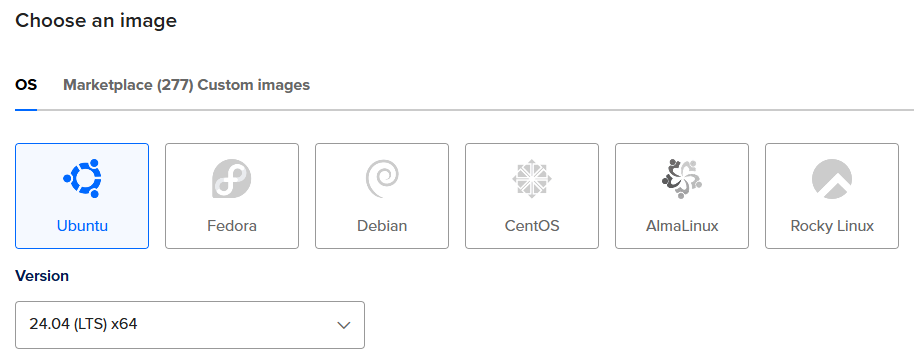 Choose an image
OS Marketplace (277) Custom images
Ubuntu Fedora Debian CentOS AlmaLinux Rocky Linux
Version
24.04 (LTS) x64